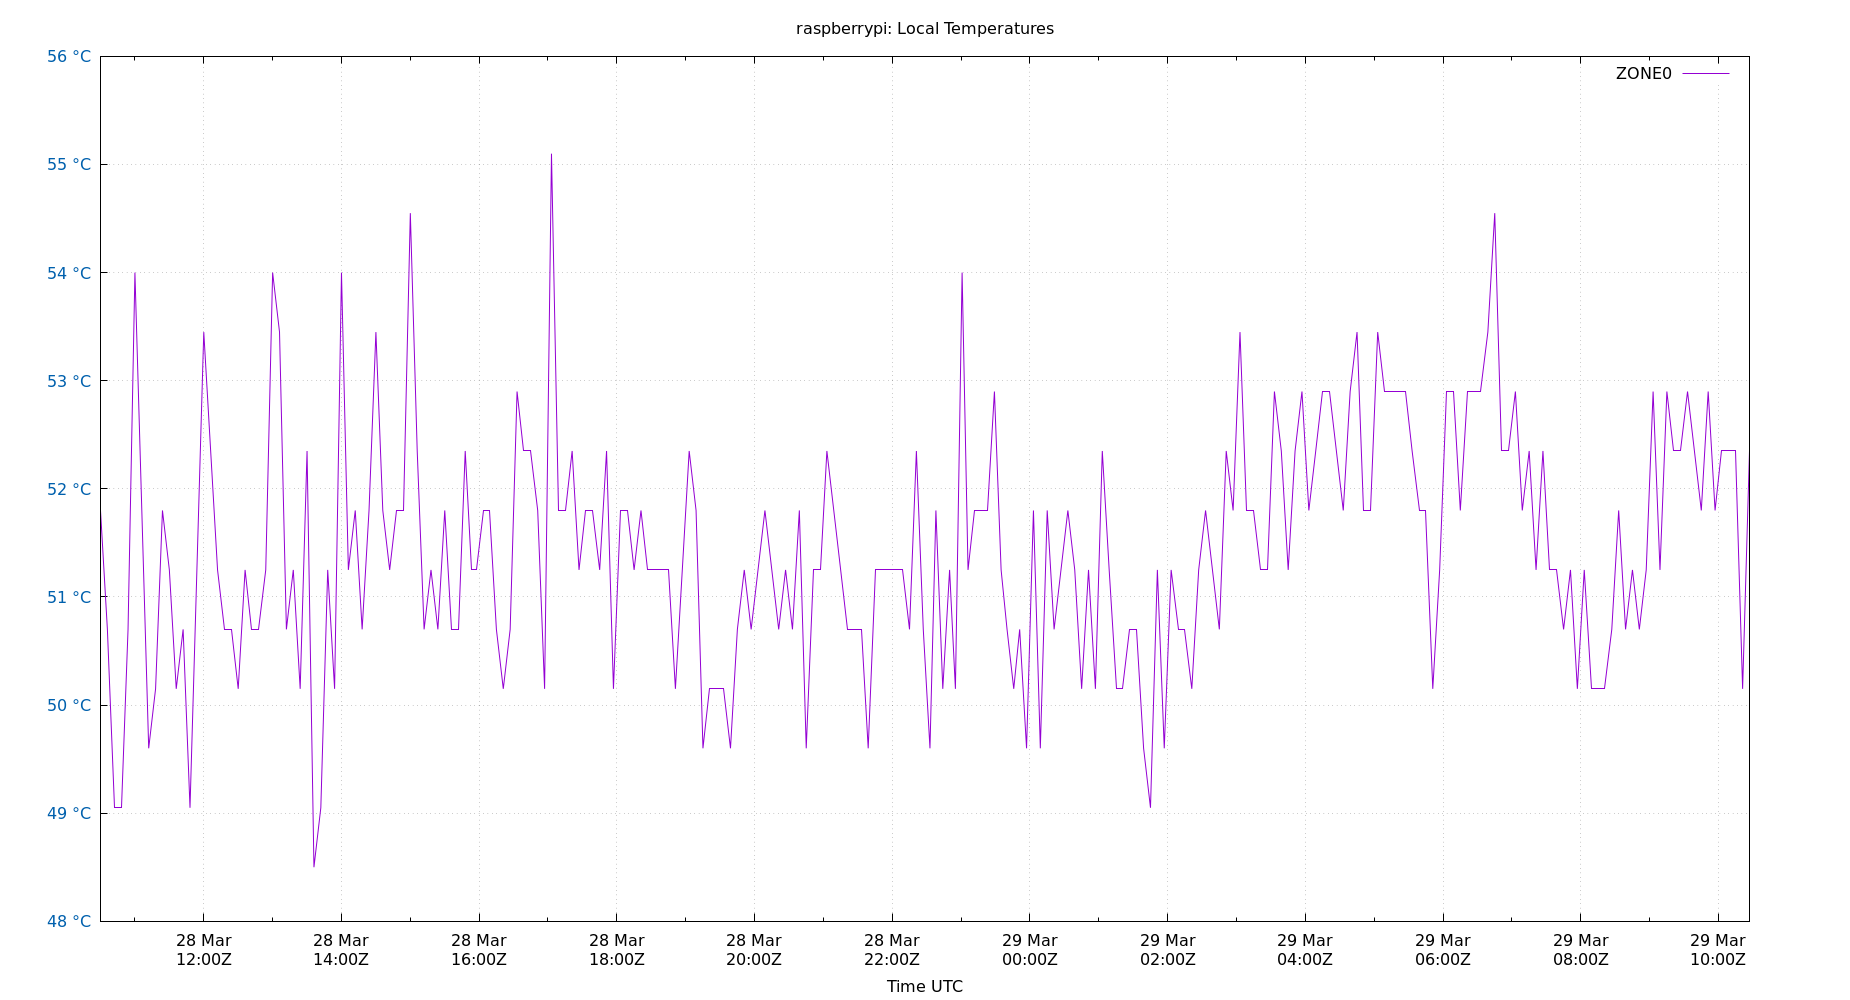 raspberrypi: Local Temperatures
56 °C
ZONE0
55 °C
54 °C
53 °C
52 °C
51 °C
50 °C
49 °C
48 °C
28 Mar 28 Mar 28 Mar 28 Mar 28 Mar 28 Mar 29 Mar 29 Mar 29 Mar 29 Mar 29 Mar 29 Mar
12:00Z 14:00Z 16:00Z 18:00Z 20:00Z 22:00Z 00:00Z 02:00Z 04:00Z 06:00Z 08:00Z 10:00Z
Time UTC